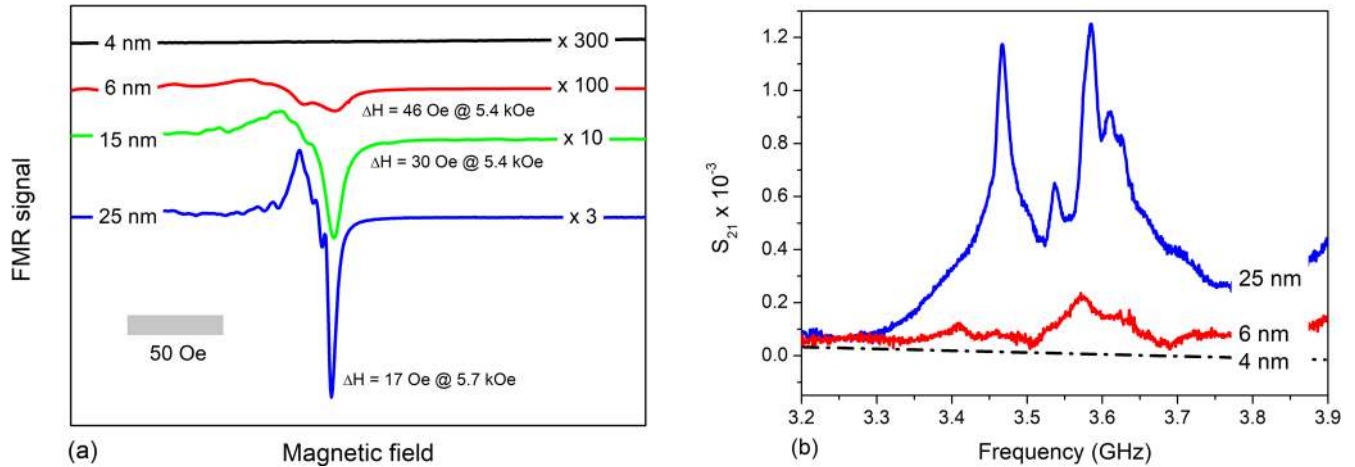 4 nm
x 300
6 nm
x 100
ΔH = 46 Oe @ 5.4 kOe
15 nm
x 10
ΔH = 30 Oe @ 5.4 kOe
25 nm
x 3
50 Oe
ΔH = 17 Oe @ 5.7 kOe
FMR signal
(a)
Magnetic field
1.2
1.0
0.8
0.6
0.4
0.2
0.0
S21 x 10-3
25 nm
6 nm
4 nm
3.2 3.3 3.4 3.5 3.6 3.7 3.8 3.9
(b)
Frequency (GHz)